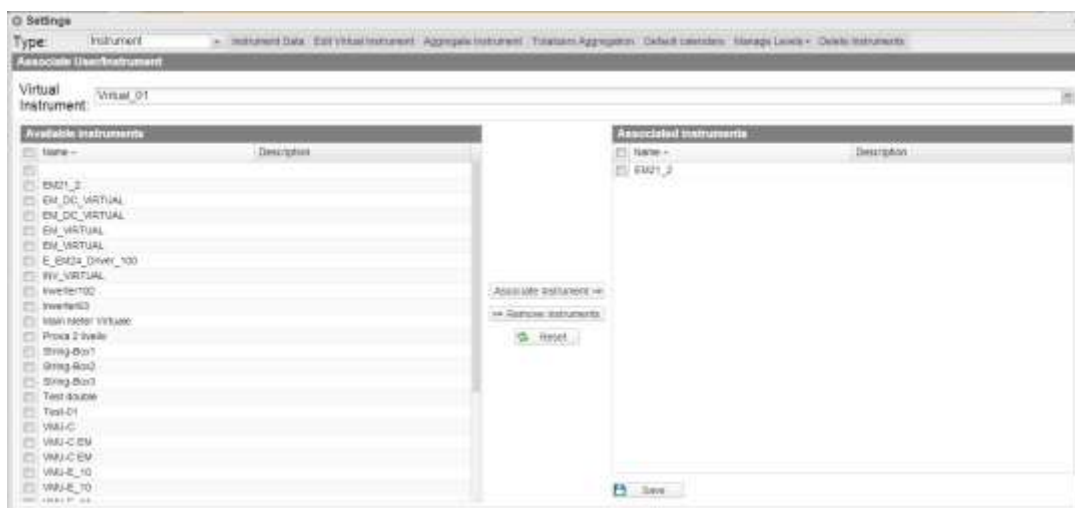 Settings
Type: Instrument Instrument Data Edit Virtual Instrument Aggregate Instrument Totalizers Aggregation Default calendars Manage Levels Delete Instruments
Associate User/Instrument
Virtual Instrument: Virtual_01
Available instruments
Name Description
EM21_2
EM_DC_VIRTUAL
EM_DC_VIRTUAL
EM_VIRTUAL
EM_VIRTUAL
E_EM24_Driver_100
INV_VIRTUAL
Inverter102
Inverter63
Main meter Virtuale
Prova 2 livello
String-Box1
String-Box2
String-Box3
Test double
Test-01
VMU-C
VMU-C EM
VMU-C EM
VMU-E_10
VMU-E_10
Associate instrument
Remove instruments
Reset
Associated instruments
Name Description
EM21_2
Save